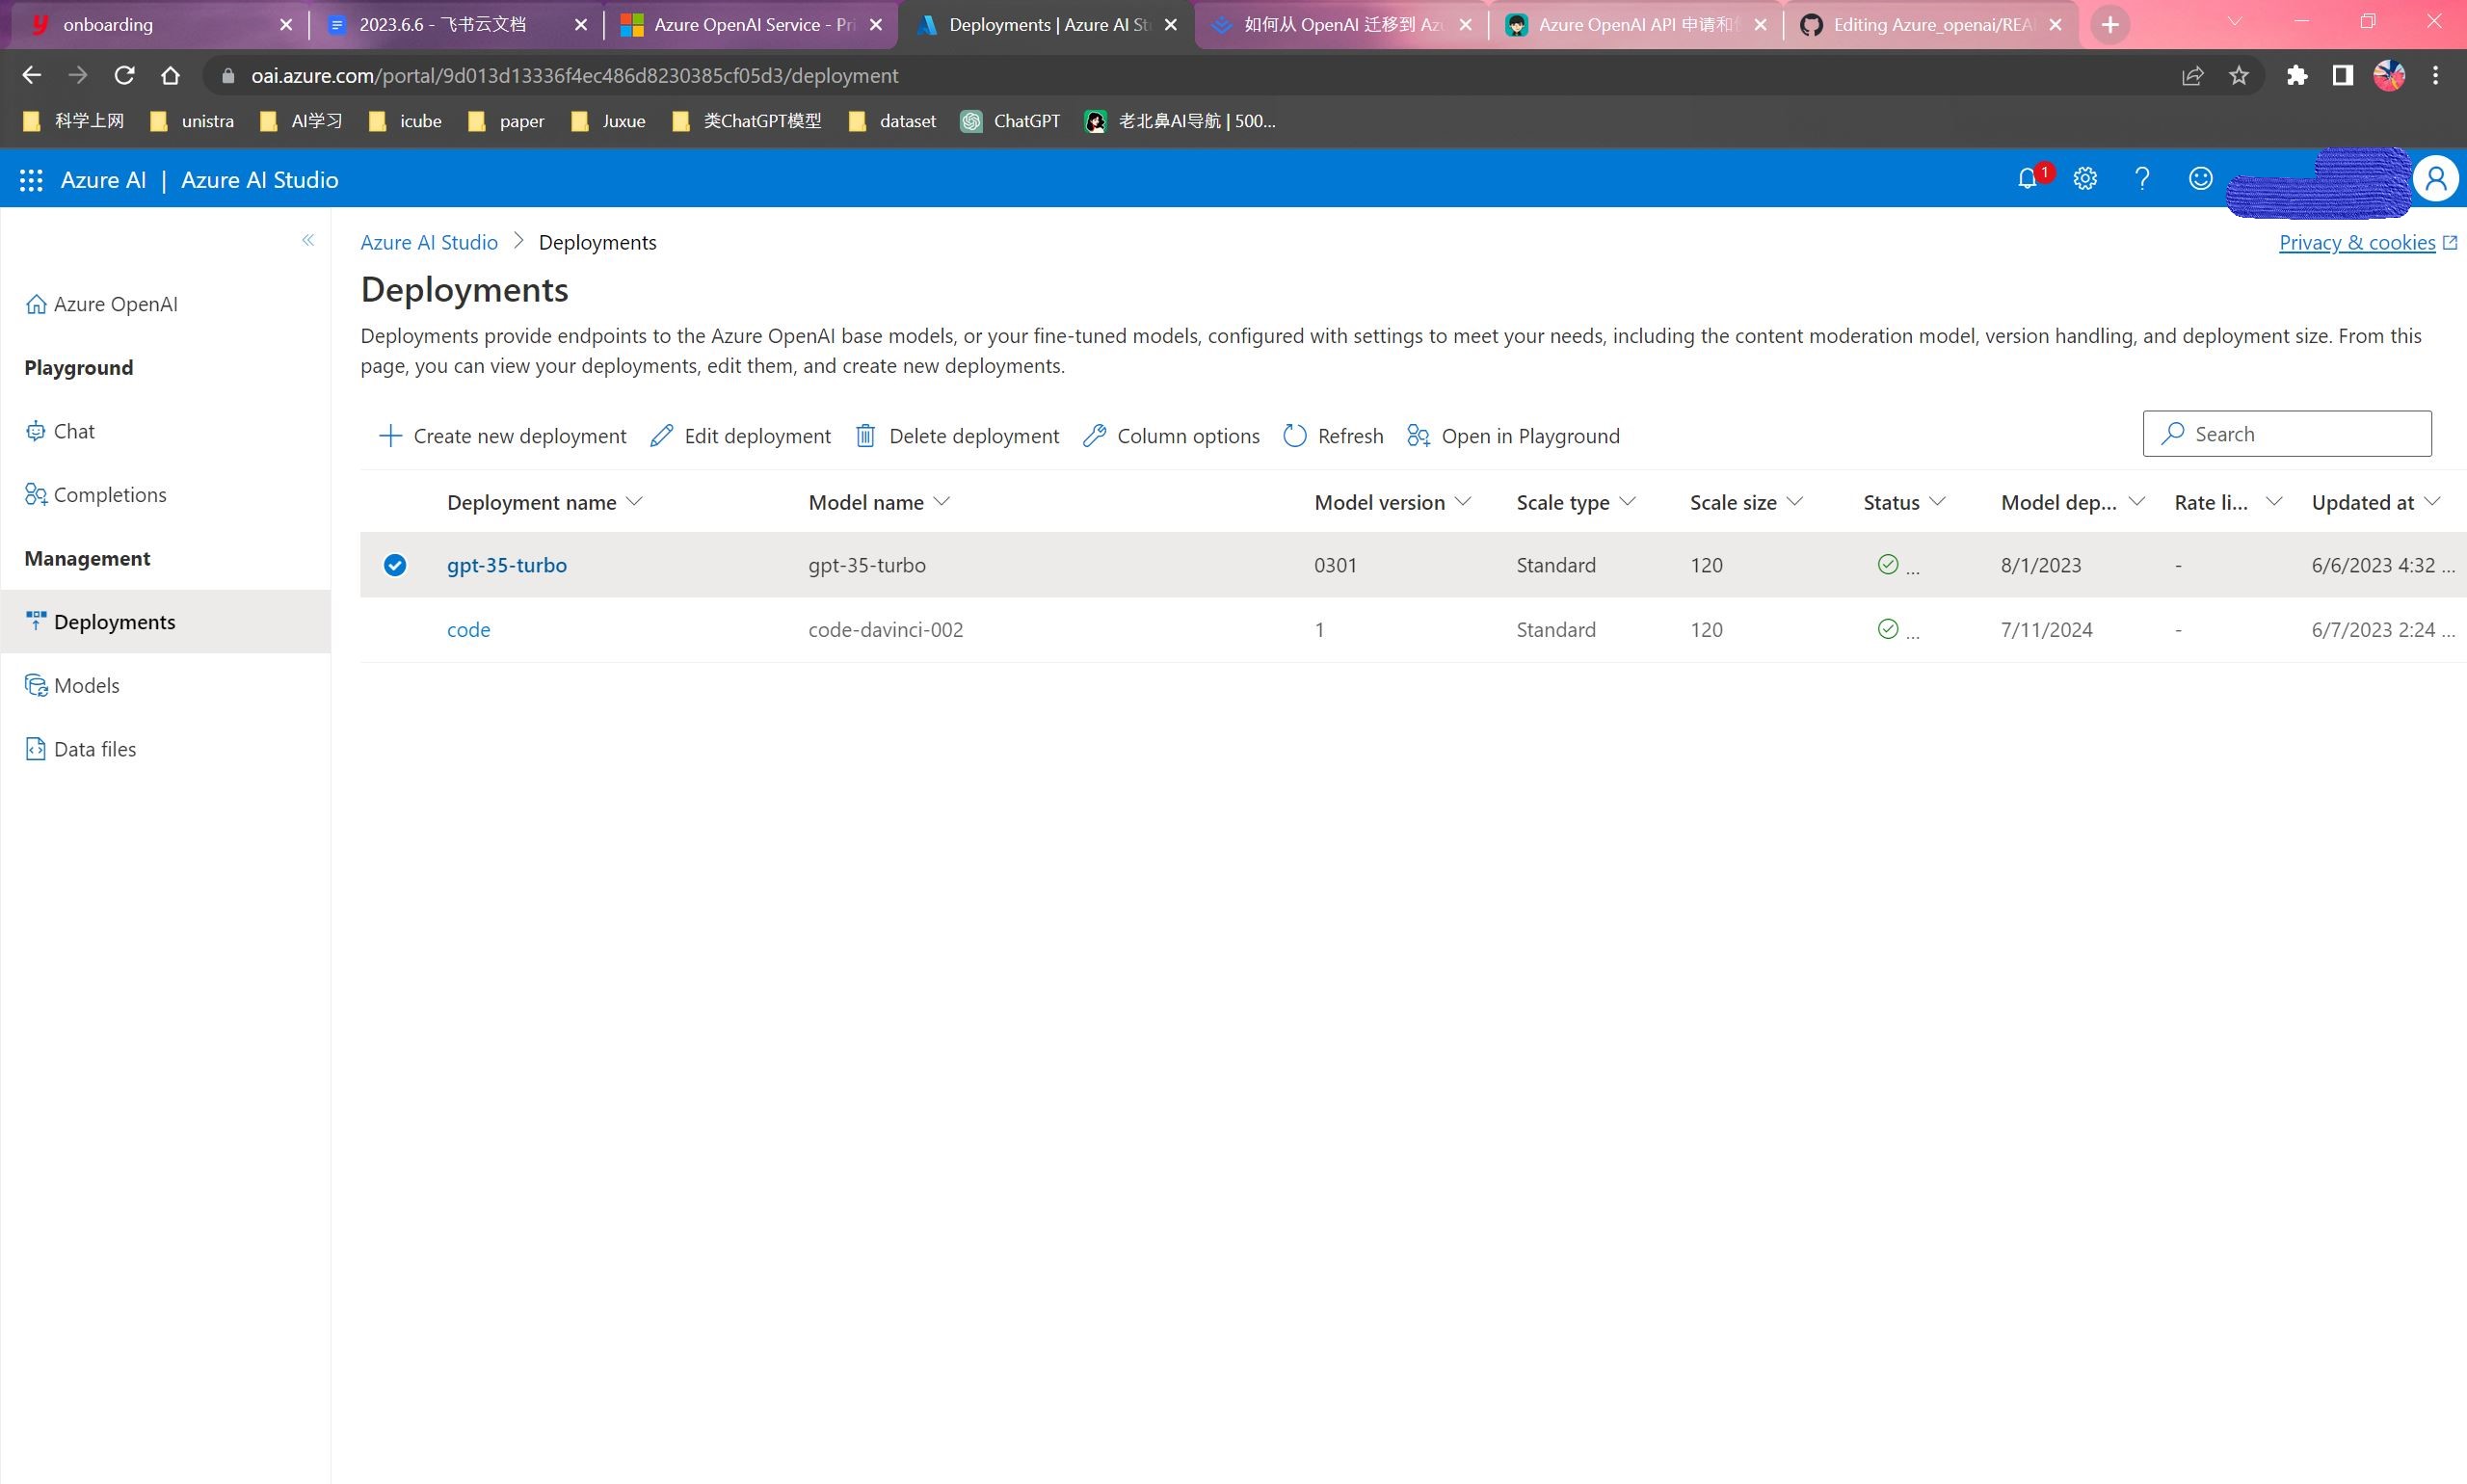 onboarding
2023.6.6 - 飞书云文档
Azure OpenAI Service - Pri
Deployments | Azure AI St
如何从 OpenAI 迁移到 Az
Azure OpenAI API 申请和
Editing Azure_openai/REA
oai.azure.com/portal/9d013d13336f4ec486d8230385cf05d3/deployment
科学上网
unistra
AI学习
icube
paper
Juxue
类ChatGPT模型
dataset
ChatGPT
老北鼻AI导航 | 500...
Azure AI | Azure AI Studio
1
Azure AI Studio > Deployments
Privacy & cookies
Azure OpenAI
Playground
Chat
Completions
Management
Deployments
Models
Data files
Deployments
Deployments provide endpoints to the Azure OpenAI base models, or your fine-tuned models, configured with settings to meet your needs, including the content moderation model, version handling, and deployment size. From this
page, you can view your deployments, edit them, and create new deployments.
Create new deployment Edit deployment Delete deployment Column options Refresh Open in Playground Search
Deployment name Model name Model version Scale type Scale size Status Model dep... Rate li... Updated at
gpt-35-turbo gpt-35-turbo 0301 Standard 120 ... 8/1/2023 - 6/6/2023 4:32 ...
code code-davinci-002 1 Standard 120 ... 7/11/2024 - 6/7/2023 2:24 ...